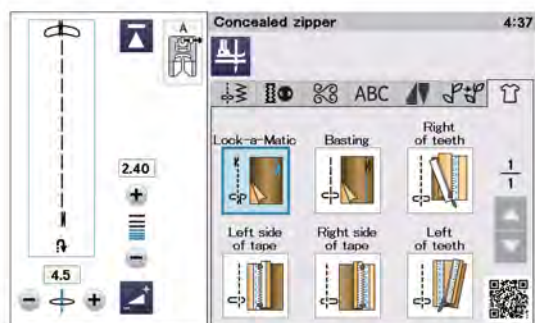 Concealed zipper 4:37
A
ABC
2.40
4.5
Lock-a-Matic
Basting
Right
of teeth
1
1
Left side
of tape
Right side
of tape
Left
of teeth